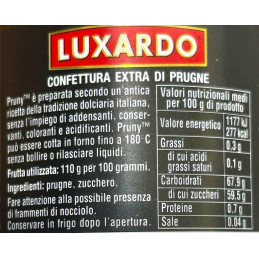 LUXARDO
CONFETTURA EXTRA DI PRUGNE
Pruny™ è preparata secondo un'antica
ricetta della tradizione dolciaria italiana,
senza l'impiego di addensanti, conser-
vanti, coloranti e acidificanti. Pruny™
può essere cotta in forno fino a 180°C
senza bollire o rilasciare liquidi.
Frutta utilizzata: 110 g per 100 grammi.
Ingredienti: prugne, zucchero.
Fare attenzione alla possibile presenza
di frammenti di nocciolo.
Conservare in frigo dopo l'apertura.
Valori nutrizionali medi
per 100 g di prodotto
Valore energetico 1177 kJ
277 kcal
Grassi 0.3 g
di cui acidi
grassi saturi 0.1 g
Carboidrati 67.9 g
di cui zuccheri 59.5 g
Proteine 0.7 g
Sale 0.04 g